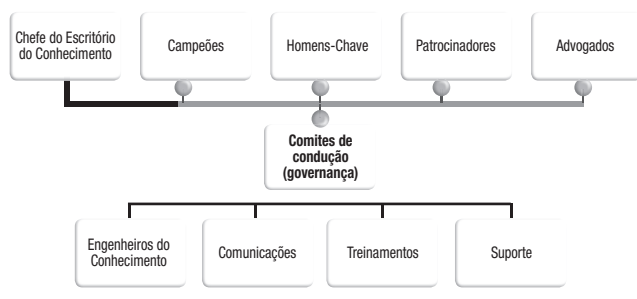 Chefe do Escritório
do Conhecimento
Campeões
Homens-Chave
Patrocinadores
Advogados
Comites de
condução
(governança)
Engenheiros do
Conhecimento
Comunicações
Treinamentos
Suporte